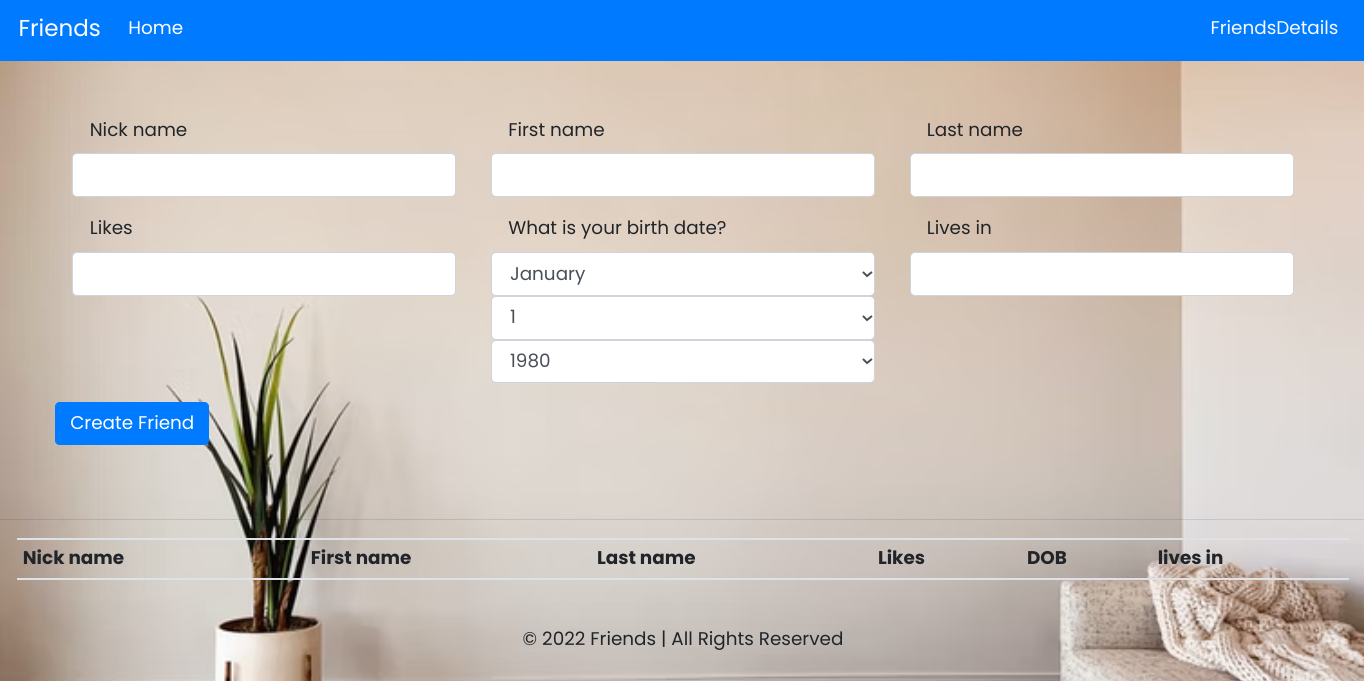 Friends Home FriendsDetails
Nick name First name Last name
Likes What is your birth date? Lives in
January
1
1980
Create Friend
Nick name First name Last name Likes DOB lives in
© 2022 Friends | All Rights Reserved